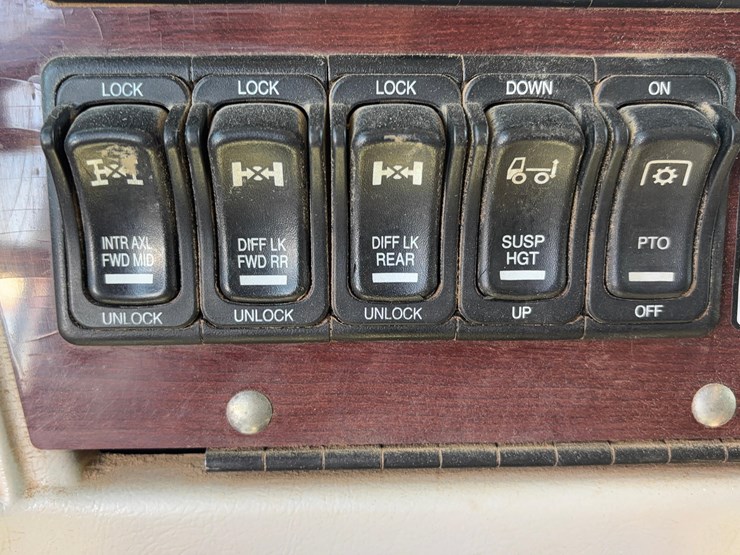 LOCK
INTR AXL
FWD MID
UNLOCK
LOCK
DIFF LK
FWD RR
UNLOCK
LOCK
DIFF LK
REAR
UNLOCK
DOWN
SUSP
HGT
UP
ON
PTO
OFF